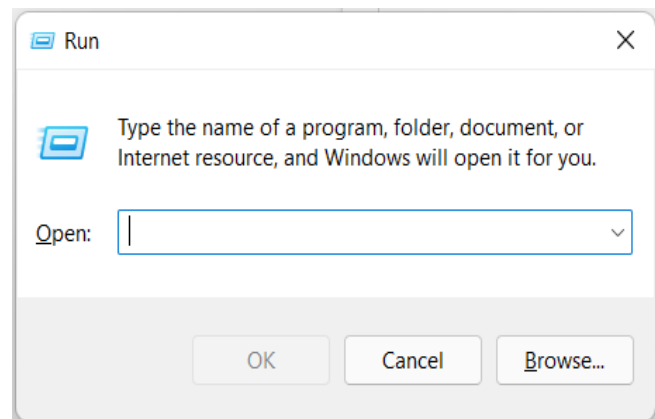 Run
Type the name of a program, folder, document, or
Internet resource, and Windows will open it for you.
Open:
OK Cancel Browse...